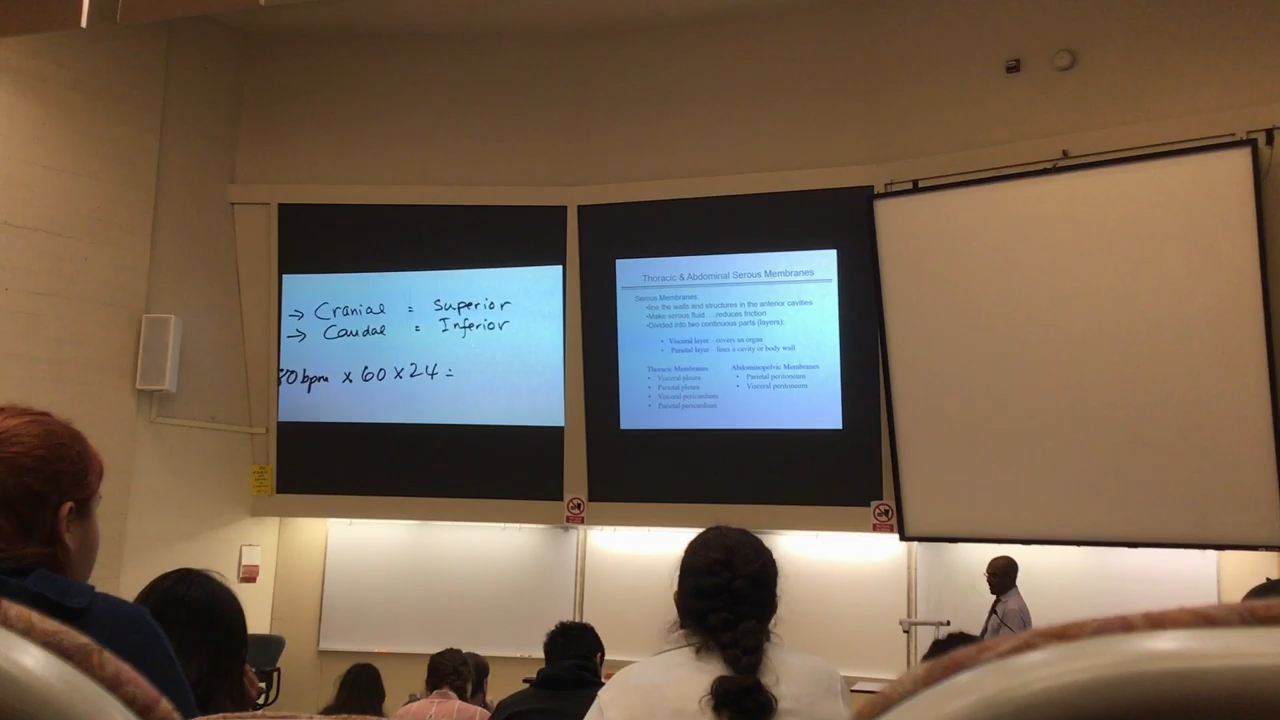 → Cranial = Superior
→ Caudal = Inferior
80bpm x 60 x 24 =
Thoracic & Abdominal Serous Membranes
Serous Membranes:
•line the walls and structures in the anterior cavities
•Make serous fluid….reduces friction
•Divided into two continuous parts (layers):
• Visceral layer – covers an organ
• Parietal layer – lines a cavity or body wall
Thoracic Membranes
• Visceral pleura
• Parietal pleura
• Visceral pericardium
• Parietal pericardium
Abdominopelvic Membranes
• Parietal peritoneum
• Visceral peritoneum